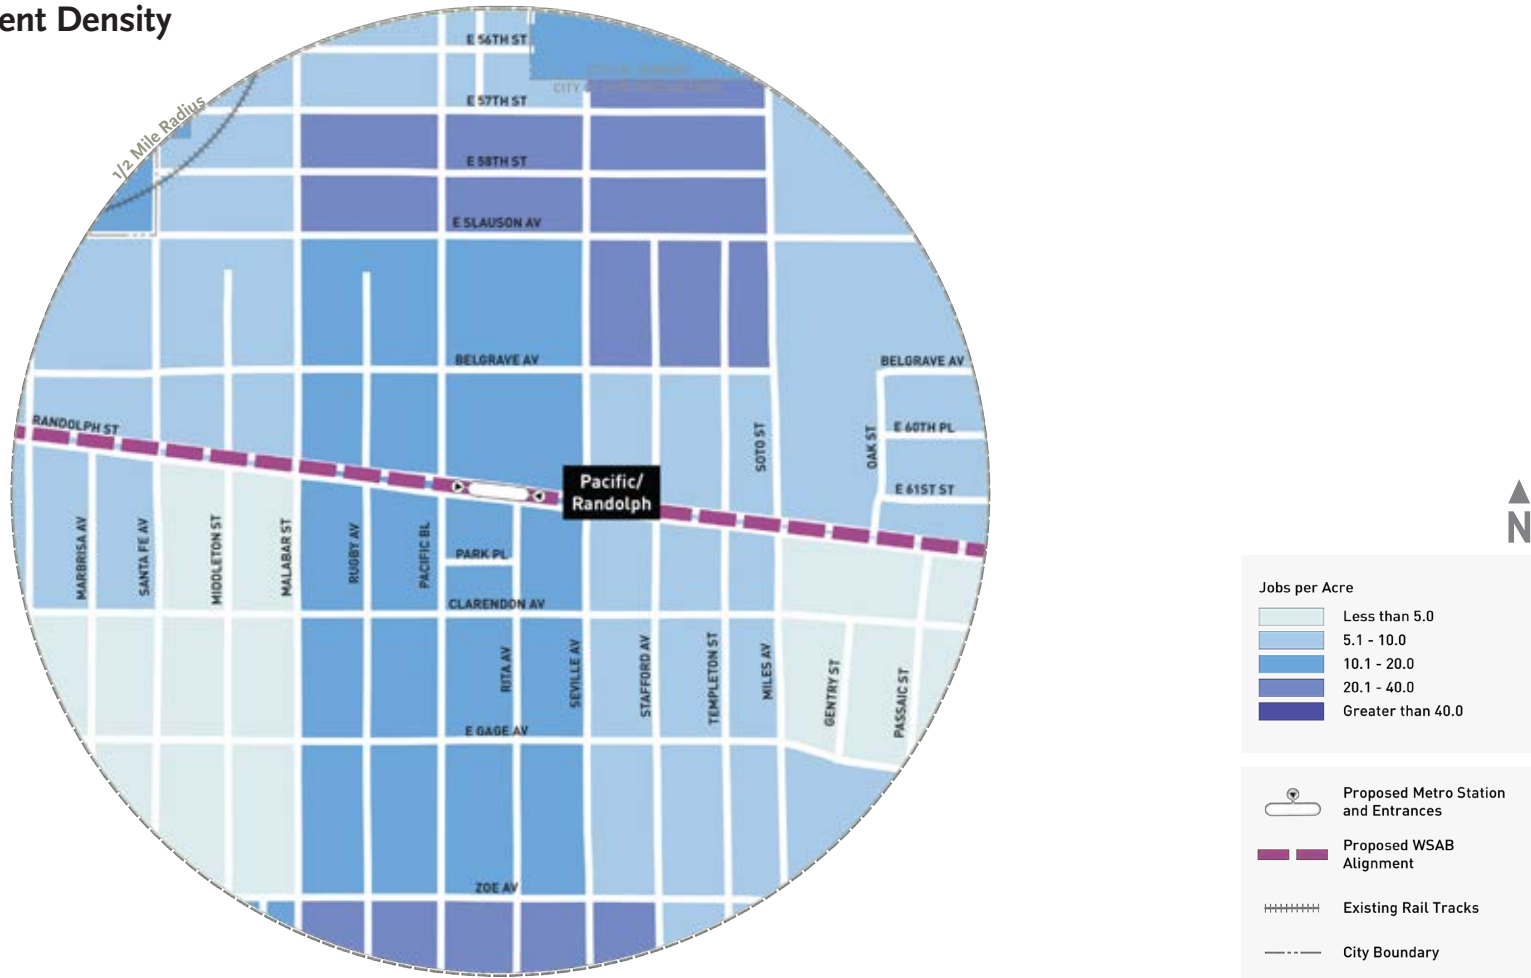 ent Density
E 56TH ST
CITY
E 57TH ST
1/2 Mile Radius
E 58TH ST
E SLAUSON AV
BELGRAVE AV
BELGRAVE AV
RANDOLPH ST
E 60TH PL
SOTO ST
OAK ST
E 61ST ST
Pacific/
Randolph
MARBRISA AV
SANTA FE AV
MIDDLETON ST
MALABAR ST
RUGBY AV
PACIFIC BL
PARK PL
CLARENDON AV
RITA AV
SEVILLE AV
STAFFORD AV
TEMPLETON ST
MILES AV
GENTRY ST
PASSAIC ST
E GAGE AV
ZOE AV
N
Jobs per Acre
Less than 5.0
5.1 - 10.0
10.1 - 20.0
20.1 - 40.0
Greater than 40.0
Proposed Metro Station
and Entrances
Proposed WSAB
Alignment
Existing Rail Tracks
City Boundary